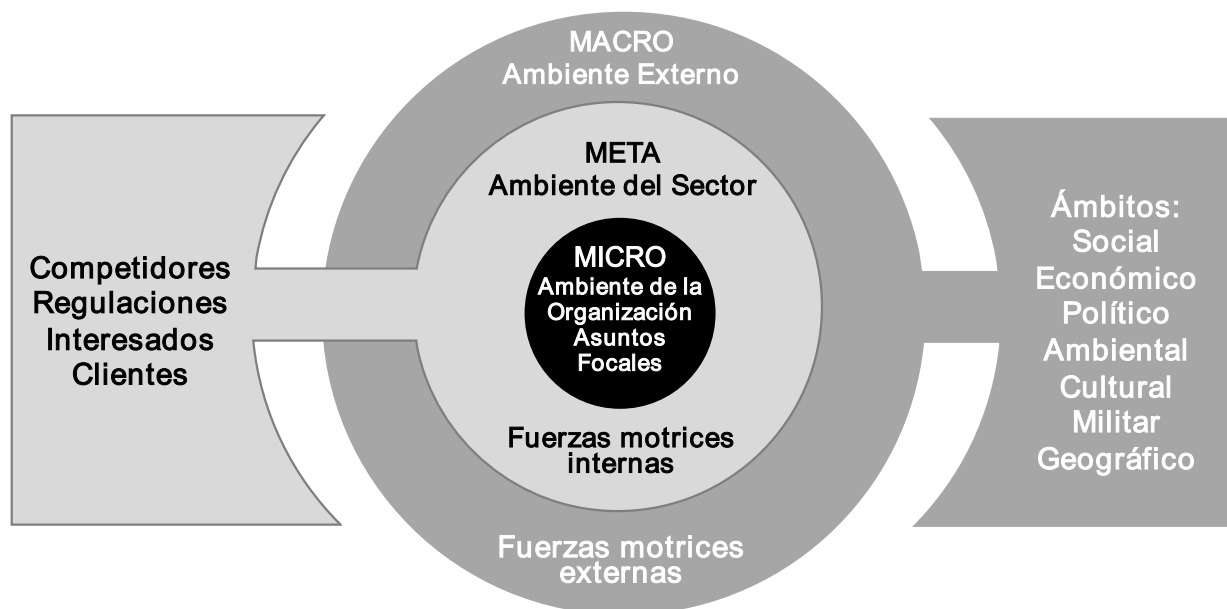 MACRO
Ambiente Externo
META
Ambiente del Sector
MICRO
Ambiente de la
Organización
Asuntos
Focales
Fuerzas motrices
internas
Fuerzas motrices
externas
Competidores
Regulaciones
Interesados
Clientes
Ámbitos:
Social
Económico
Político
Ambiental
Cultural
Militar
Geográfico